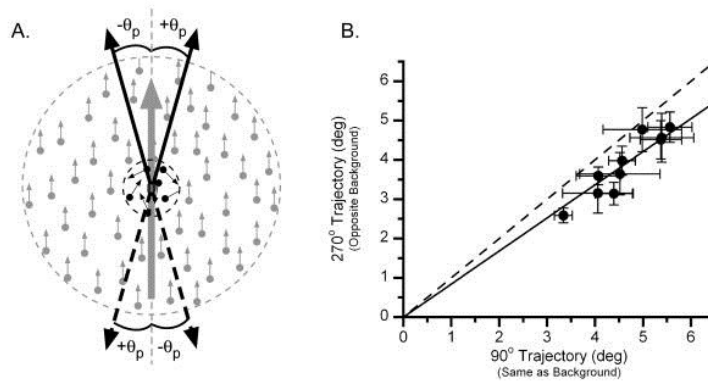 A.
-θp +θp
+θp -θp
B.
270° Trajectory (deg)
(Opposite Background)
6
5
4
3
2
1
0
0 1 2 3 4 5 6
90° Trajectory (deg)
(Same as Background)